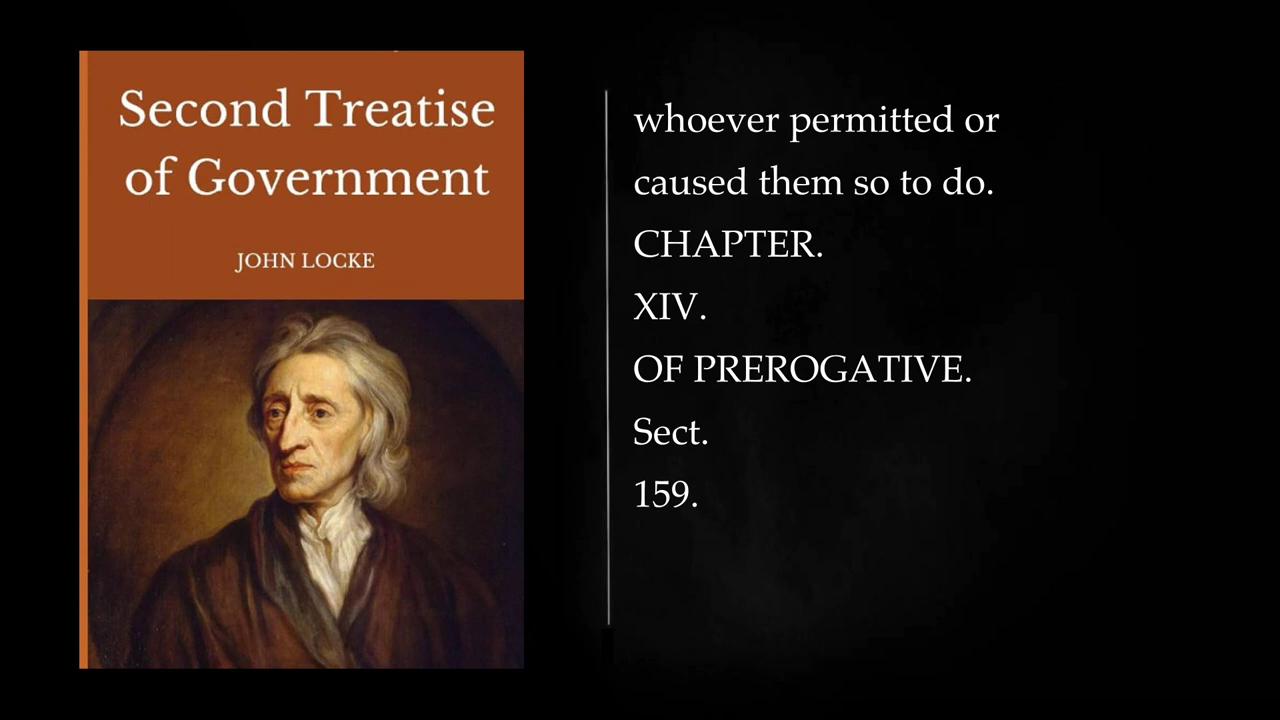 Second Treatise
of Government
JOHN LOCKE
whoever permitted or
caused them so to do.
CHAPTER.
XIV.
OF PREROGATIVE.
Sect.
159.